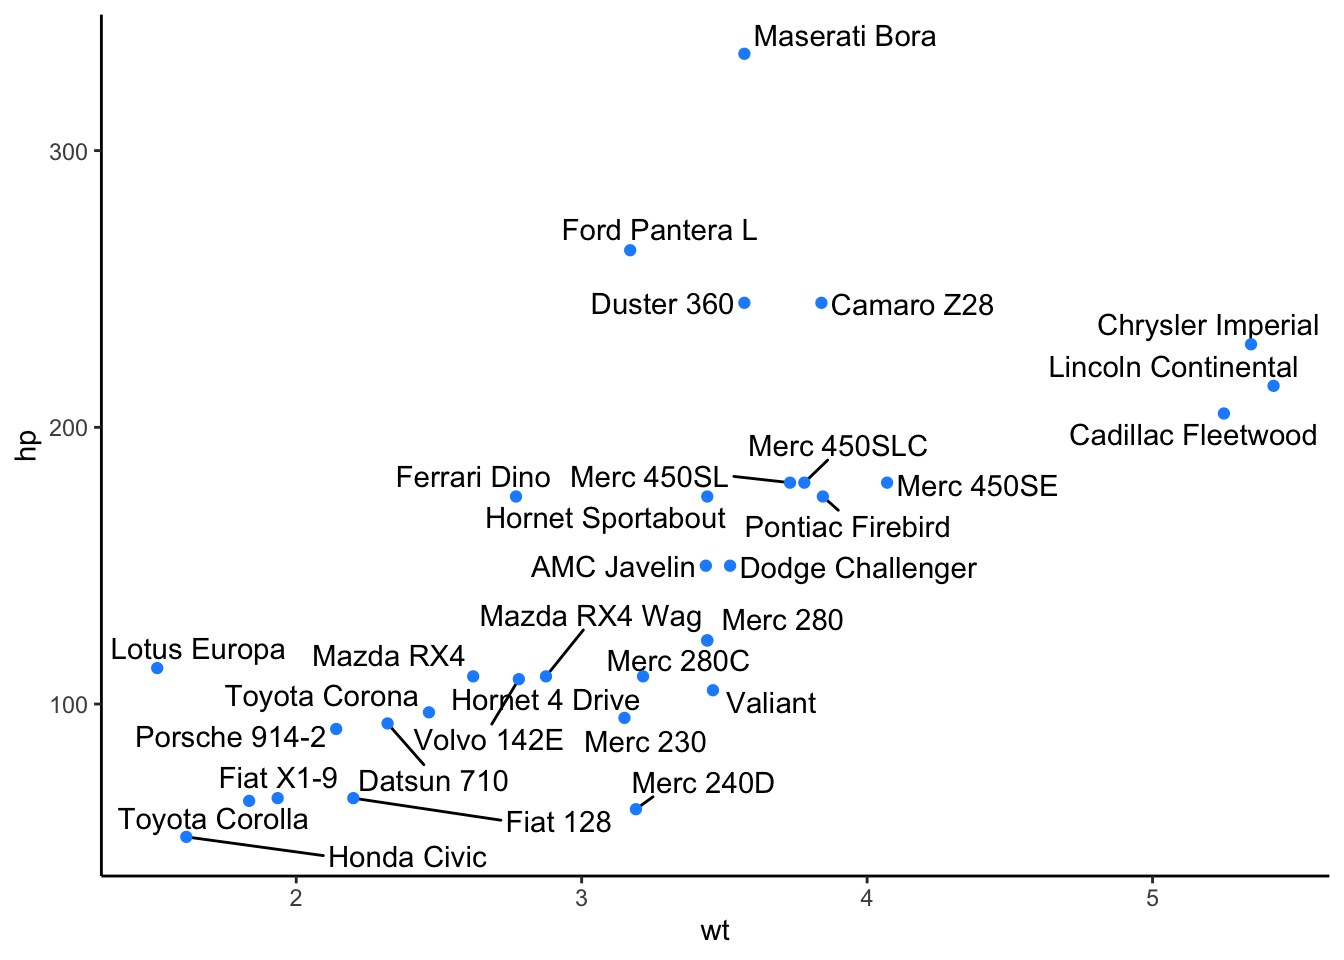 Maserati Bora
300
Ford Pantera L
Duster 360
Camaro Z28
Chrysler Imperial
Lincoln Continental
hp
200
Cadillac Fleetwood
Merc 450SLC
Ferrari Dino
Merc 450SL
Merc 450SE
Hornet Sportabout
Pontiac Firebird
AMC Javelin
Dodge Challenger
Mazda RX4 Wag
Merc 280
Lotus Europa
Mazda RX4
Merc 280C
Toyota Corona
Hornet 4 Drive
Valiant
100
Porsche 914-2
Volvo 142E
Merc 230
Fiat X1-9
Datsun 710
Merc 240D
Toyota Corolla
Fiat 128
Honda Civic
2
3
4
5
wt